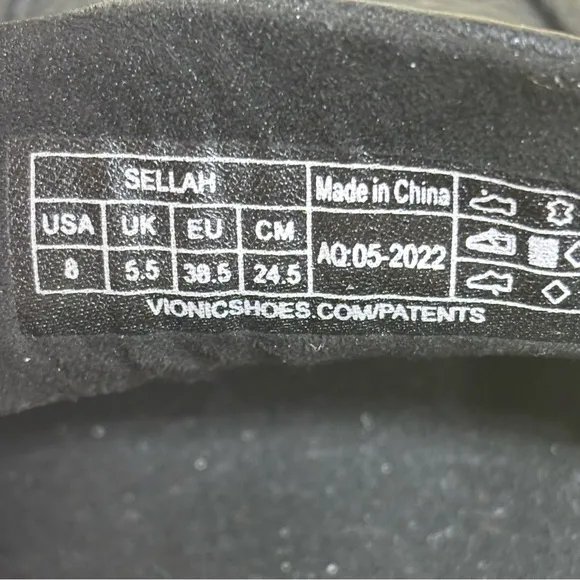 SELLAH
Made in China
USA UK EU CM
8 5.5 38.5 24.5
AQ:05-2022
VIONICSHOES.COM/PATENTS